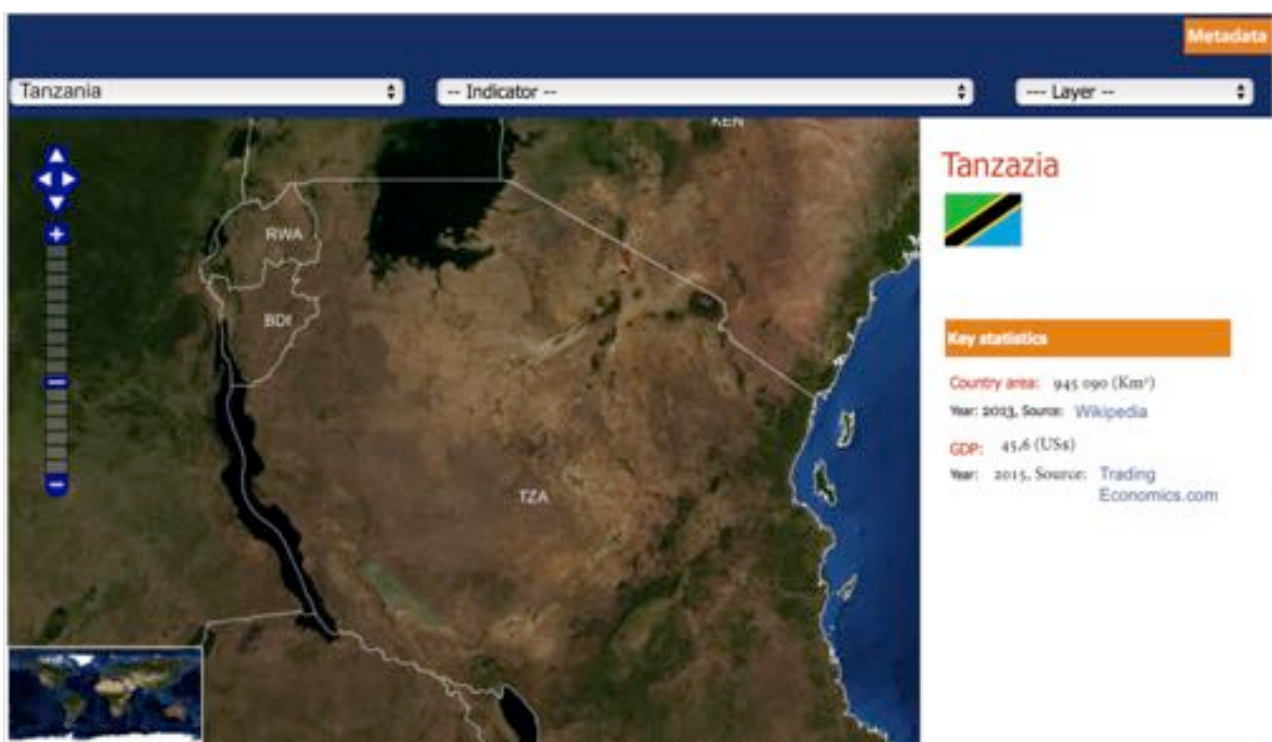 Metadata
Tanzania
-- Indicator --
--- Layer --
KEN
Tanzazia
RWA
BDI
Key statistics
Country area: 945 090 (Km²)
Year: 2013, Source: Wikipedia
GDP: 45,6 (US$)
Year: 2015, Source: Trading
Economics.com
TZA